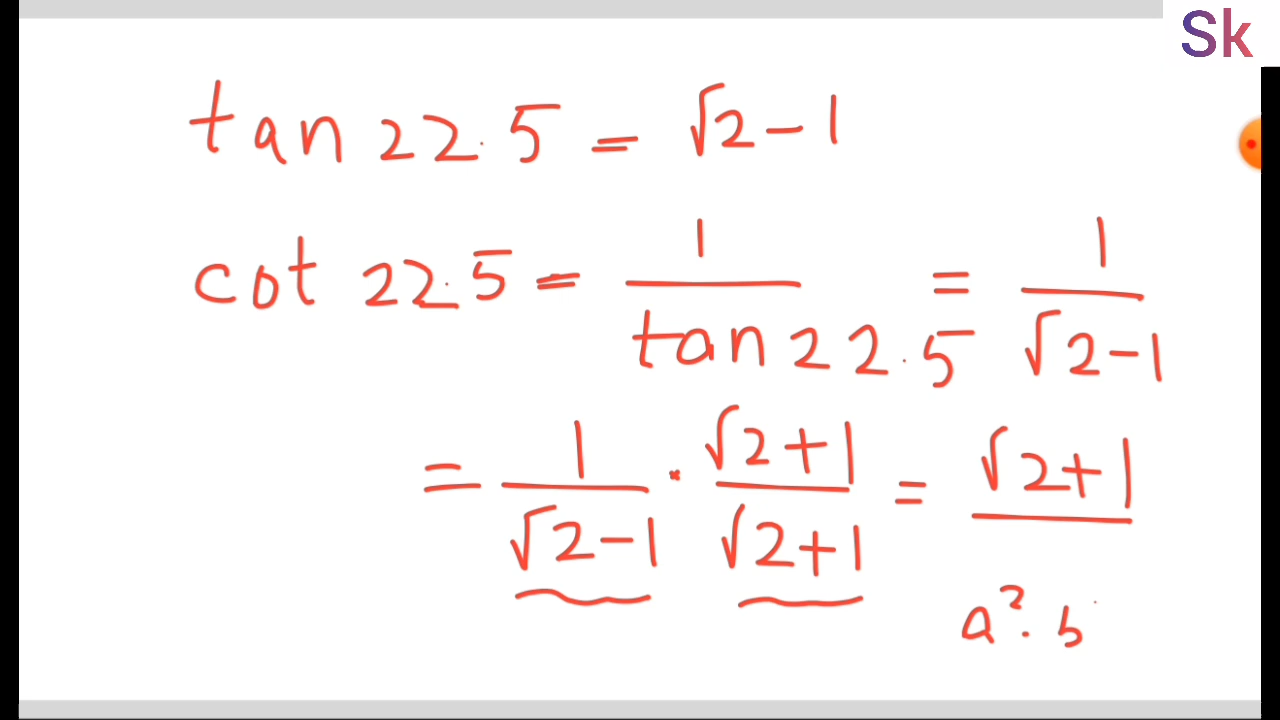 Sk
tan 22.5 = √2 - 1
cot 22.5 = 1 / tan 22.5 = 1 / √2 - 1
= 1 / √2 - 1 · √2 + 1 / √2 + 1 = √2 + 1
a². b